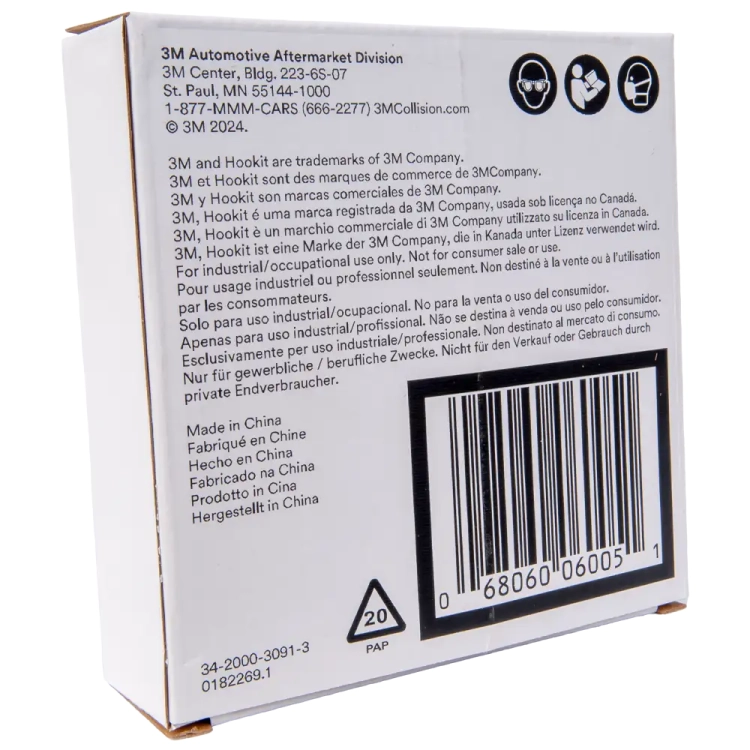 3M Automotive Aftermarket Division
3M Center, Bldg. 223-6S-07
St. Paul, MN 55144-1000
1-877-MMM-CARS (666-2277) 3MCollision.com
© 3M 2024.
3M and Hookit are trademarks of 3M Company.
3M et Hookit sont des marques de commerce de 3MCompany.
3M y Hookit son marcas comerciales de 3M Company.
3M, Hookit é uma marca registrada da 3M Company, usada sob licença no Canadá.
3M, Hookit è un marchio commerciale di 3M Company utilizzato su licenza in Canada.
3M, Hookit ist eine Marke der 3M Company, die in Kanada unter Lizenz verwendet wird.
For industrial/occupational use only. Not for consumer sale or use.
Pour usage industriel ou professionnel seulement. Non destiné à la vente ou à l'utilisation
par les consommateurs.
Solo para uso industrial/ocupacional. No para la venta o uso del consumidor.
Apenas para uso industrial/profissional. Não se destina à venda ou uso pelo consumidor.
Esclusivamente per uso industriale/professionale. Non destinato al mercato di consumo.
Nur für gewerbliche / berufliche Zwecke. Nicht für den Verkauf oder Gebrauch durch
private Endverbraucher.
Made in China
Fabriqué en Chine
Hecho en China
Fabricado na China
Prodotto in Cina
Hergestellt in China
0 68060 06005 1
20
PAP
34-2000-3091-3
0182269.1